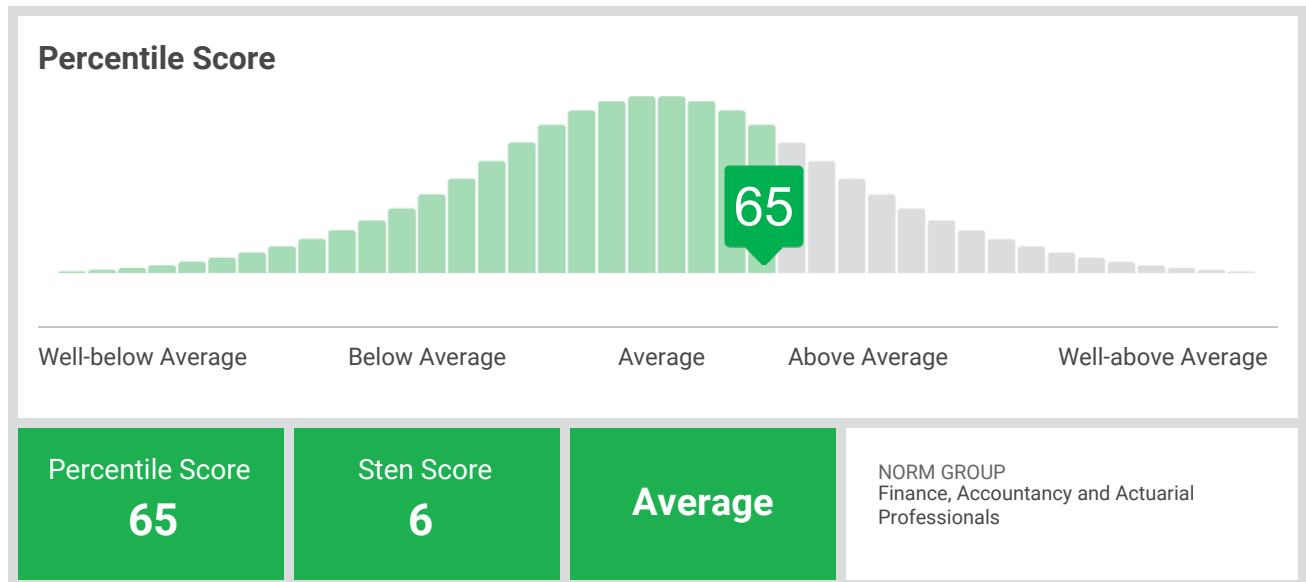 Percentile Score
65
Well-below Average Below Average Average Above Average Well-above Average
Percentile Score
65
Sten Score
6
Average
NORM GROUP
Finance, Accountancy and Actuarial
Professionals